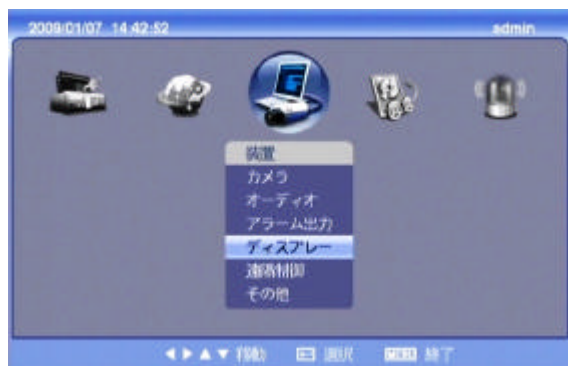 2009/01/07 14:42:52 admin
装置
カメラ
オーディオ
アラーム出力
ディスプレー
遠隔制御
その他
移動 選択 MENU 終了